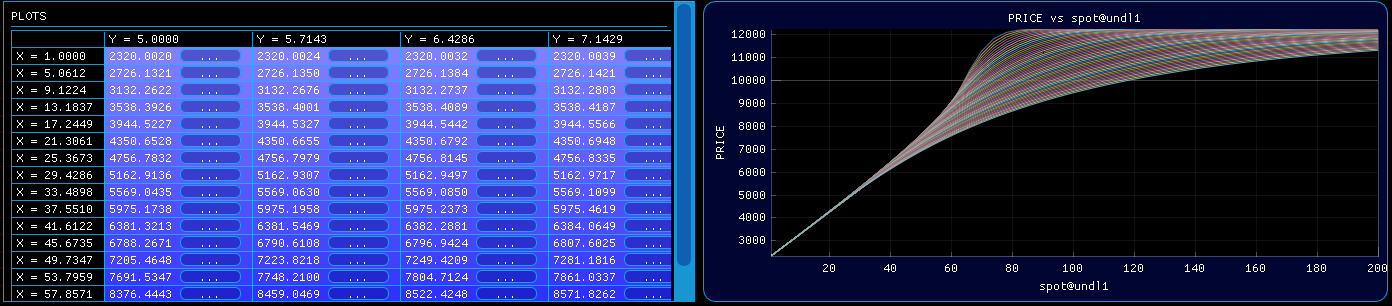 PLOTS
Y = 5.0000 Y = 5.7143 Y = 6.4286 Y = 7.1429
X = 1.0000 2320.0020 ... 2320.0024 ... 2320.0032 ... 2320.0039 ...
X = 5.0612 2726.1321 ... 2726.1350 ... 2726.1384 ... 2726.1421 ...
X = 9.1224 3132.2622 ... 3132.2676 ... 3132.2737 ... 3132.2803 ...
X = 13.1837 3538.3926 ... 3538.4001 ... 3538.4089 ... 3538.4187 ...
X = 17.2449 3944.5227 ... 3944.5327 ... 3944.5442 ... 3944.5566 ...
X = 21.3061 4350.6528 ... 4350.6655 ... 4350.6792 ... 4350.6948 ...
X = 25.3673 4756.7832 ... 4756.7979 ... 4756.8145 ... 4756.8335 ...
X = 29.4286 5162.9136 ... 5162.9307 ... 5162.9497 ... 5162.9717 ...
X = 33.4898 5569.0435 ... 5569.0630 ... 5569.0850 ... 5569.1099 ...
X = 37.5510 5975.1738 ... 5975.1958 ... 5975.2373 ... 5975.4619 ...
X = 41.6122 6381.3213 ... 6381.5469 ... 6382.2881 ... 6384.0649 ...
X = 45.6735 6788.2671 ... 6790.6108 ... 6796.9424 ... 6807.6025 ...
X = 49.7347 7205.4648 ... 7223.8218 ... 7249.4209 ... 7281.1816 ...
X = 53.7959 7691.5347 ... 7748.2100 ... 7804.7124 ... 7861.0337 ...
X = 57.8571 8376.4443 ... 8459.0469 ... 8522.4248 ... 8571.8262 ...
PRICE vs spot@undl1
12000
11000
10000
9000
8000
7000
6000
5000
4000
3000
PRICE
20 40 60 80 100 120 140 160 180 200
spot@undl1